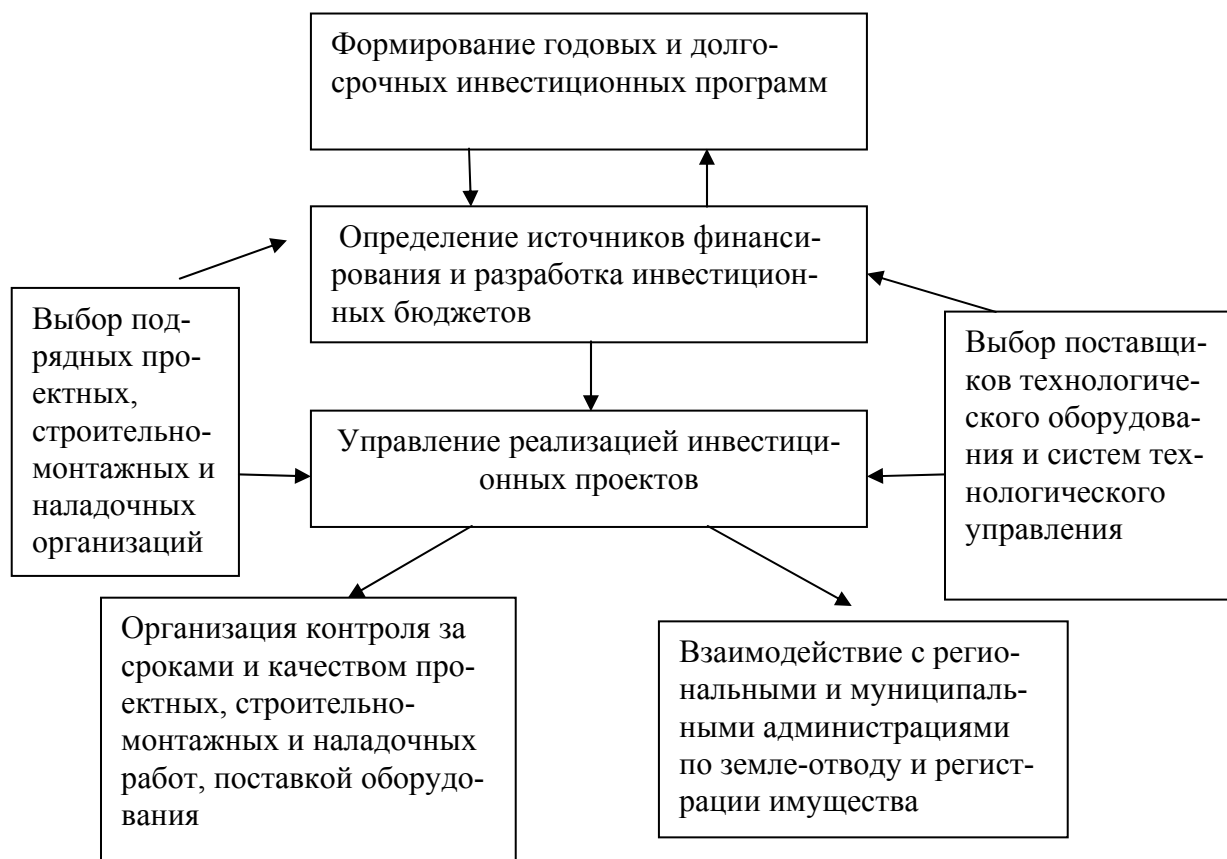 Формирование годовых и долго-
срочных инвестиционных программ
Определение источников финанси-
рования и разработка инвестицион-
ных бюджетов
Выбор под-
рядных про-
ектных,
строительно-
монтажных и
наладочных
организаций
Выбор поставщи-
ков технологиче-
ского оборудова-
ния и систем тех-
нологического
управления
Управление реализацией инвестици-
онных проектов
Организация контроля за
сроками и качеством про-
ектных, строительно-
монтажных и наладочных
работ, поставкой оборудо-
вания
Взаимодействие с регио-
нальными и муниципаль-
ными администрациями
по земле-отводу и регист-
рации имущества